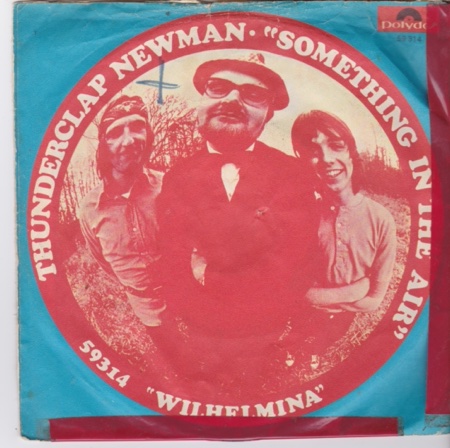 THUNDERCLAP NEWMAN · "SOMETHING IN THE AIR"
Polydor
59314
"WILHELMINA"